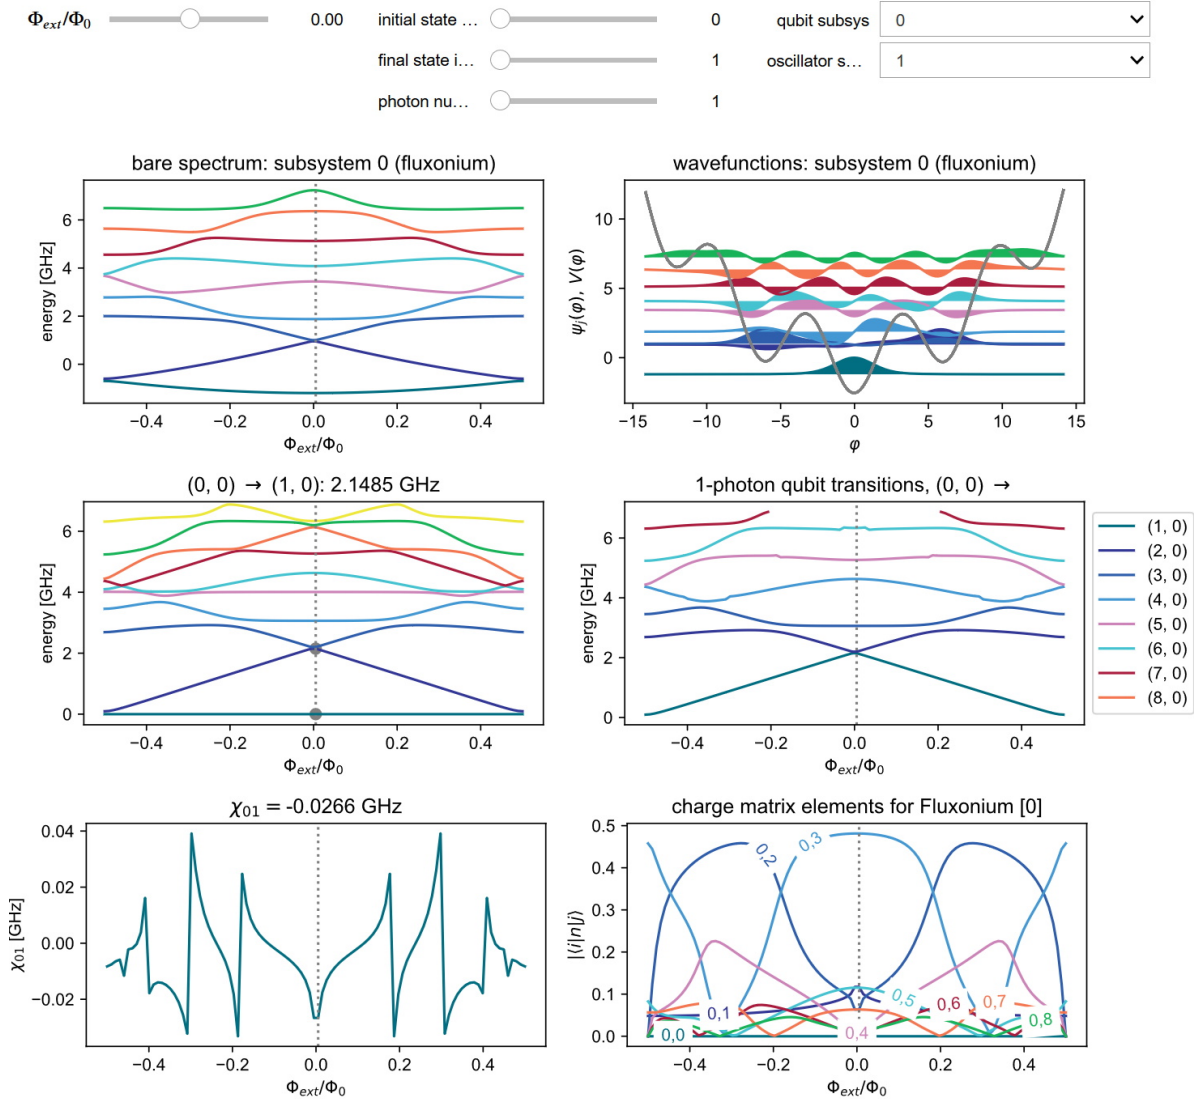 Φext/Φ0 0.00 initial state ... 0 qubit subsys 0
final state i... 1 oscillator s... 1
photon nu... 1
bare spectrum: subsystem 0 (fluxonium)
energy [GHz]
6
4
2
0
−0.4 −0.2 0.0 0.2 0.4
Φext/Φ0
wavefunctions: subsystem 0 (fluxonium)
ψj(φ), V(φ)
10
5
0
−15 −10 −5 0 5 10 15
φ
(0, 0) → (1, 0): 2.1485 GHz
energy [GHz]
6
4
2
0
−0.4 −0.2 0.0 0.2 0.4
Φext/Φ0
1-photon qubit transitions, (0, 0) →
energy [GHz]
6
4
2
0
−0.4 −0.2 0.0 0.2 0.4
Φext/Φ0
(1, 0)
(2, 0)
(3, 0)
(4, 0)
(5, 0)
(6, 0)
(7, 0)
(8, 0)
χ01 = -0.0266 GHz
χ01 [GHz]
0.04
0.02
0.00
−0.02
−0.4 −0.2 0.0 0.2 0.4
Φext/Φ0
charge matrix elements for Fluxonium [0]
|⟨i|n|j⟩|
0.5
0.4
0.3
0.2
0.1
0.0
0,2
0,3
0,5
0,6
0,7
0,1
0,8
0,0
0,4
−0.4 −0.2 0.0 0.2 0.4
Φext/Φ0